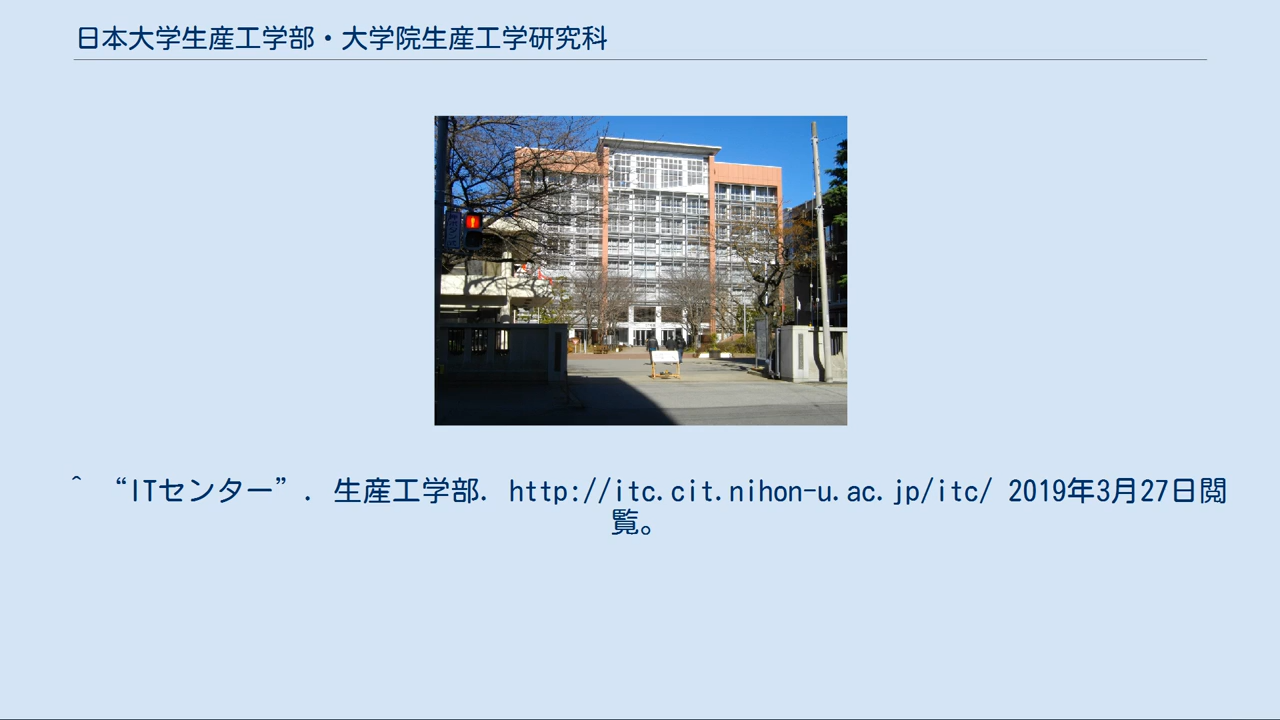 日本大学生産工学部・大学院生産工学研究科
^ “ITセンター”. 生産工学部. http://itc.cit.nihon-u.ac.jp/itc/ 2019年3月27日閲
覧。